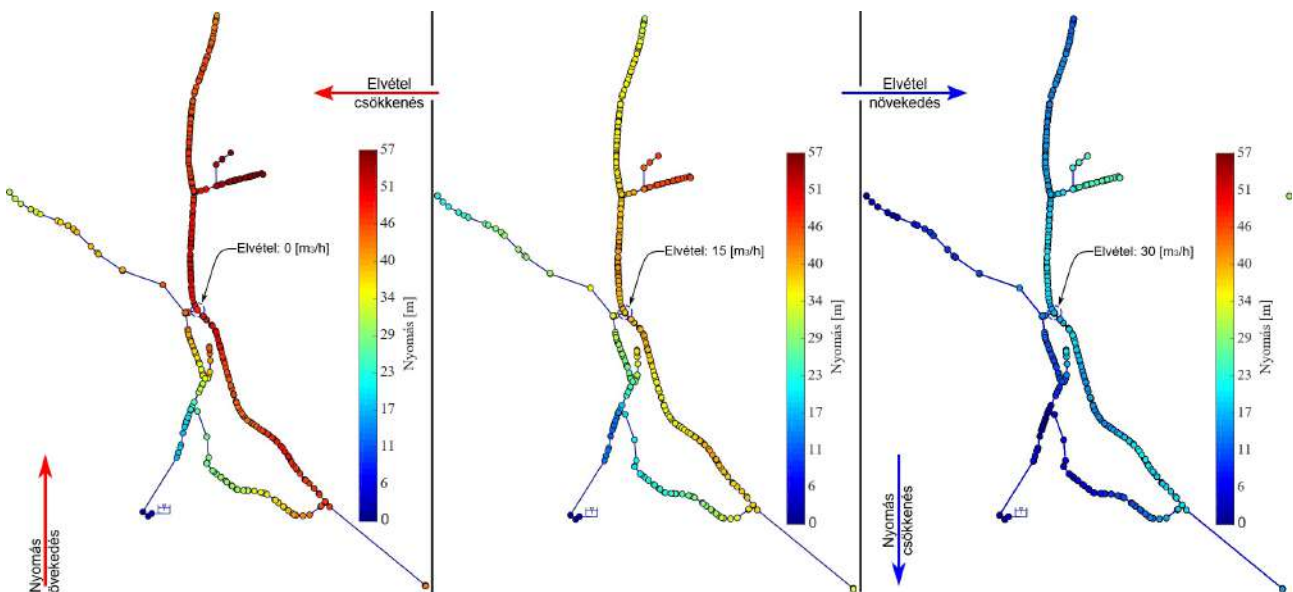 Elvétel
csökkenés
Elvétel
növekedés
57
51
46
40
34
29
23
17
11
6
0
Nyomás [m]
Elvétel: 0 [m3/h]
Nyomás
növekedés
57
51
46
40
34
29
23
17
11
6
0
Nyomás [m]
Elvétel: 15 [m3/h]
57
51
46
40
34
29
23
17
11
6
0
Nyomás [m]
Elvétel: 30 [m3/h]
Nyomás
csökkenés